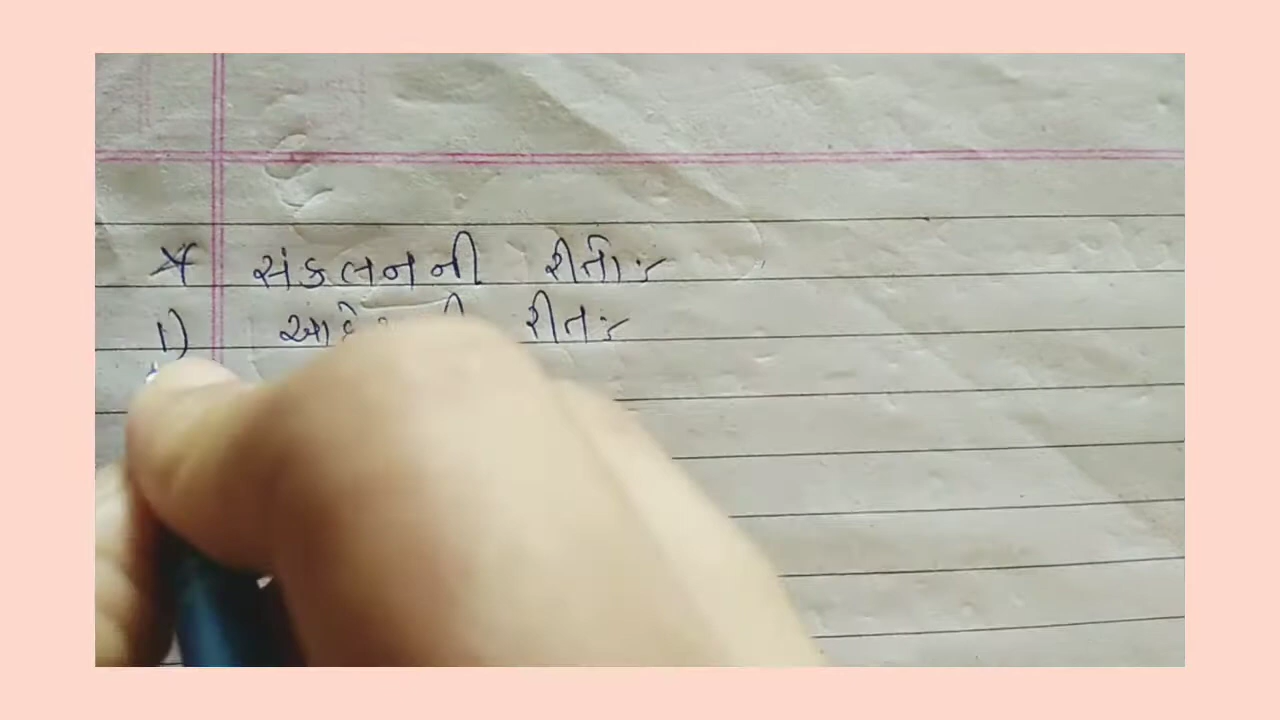 * સંકલનની રીતો :-
1) રીત :-